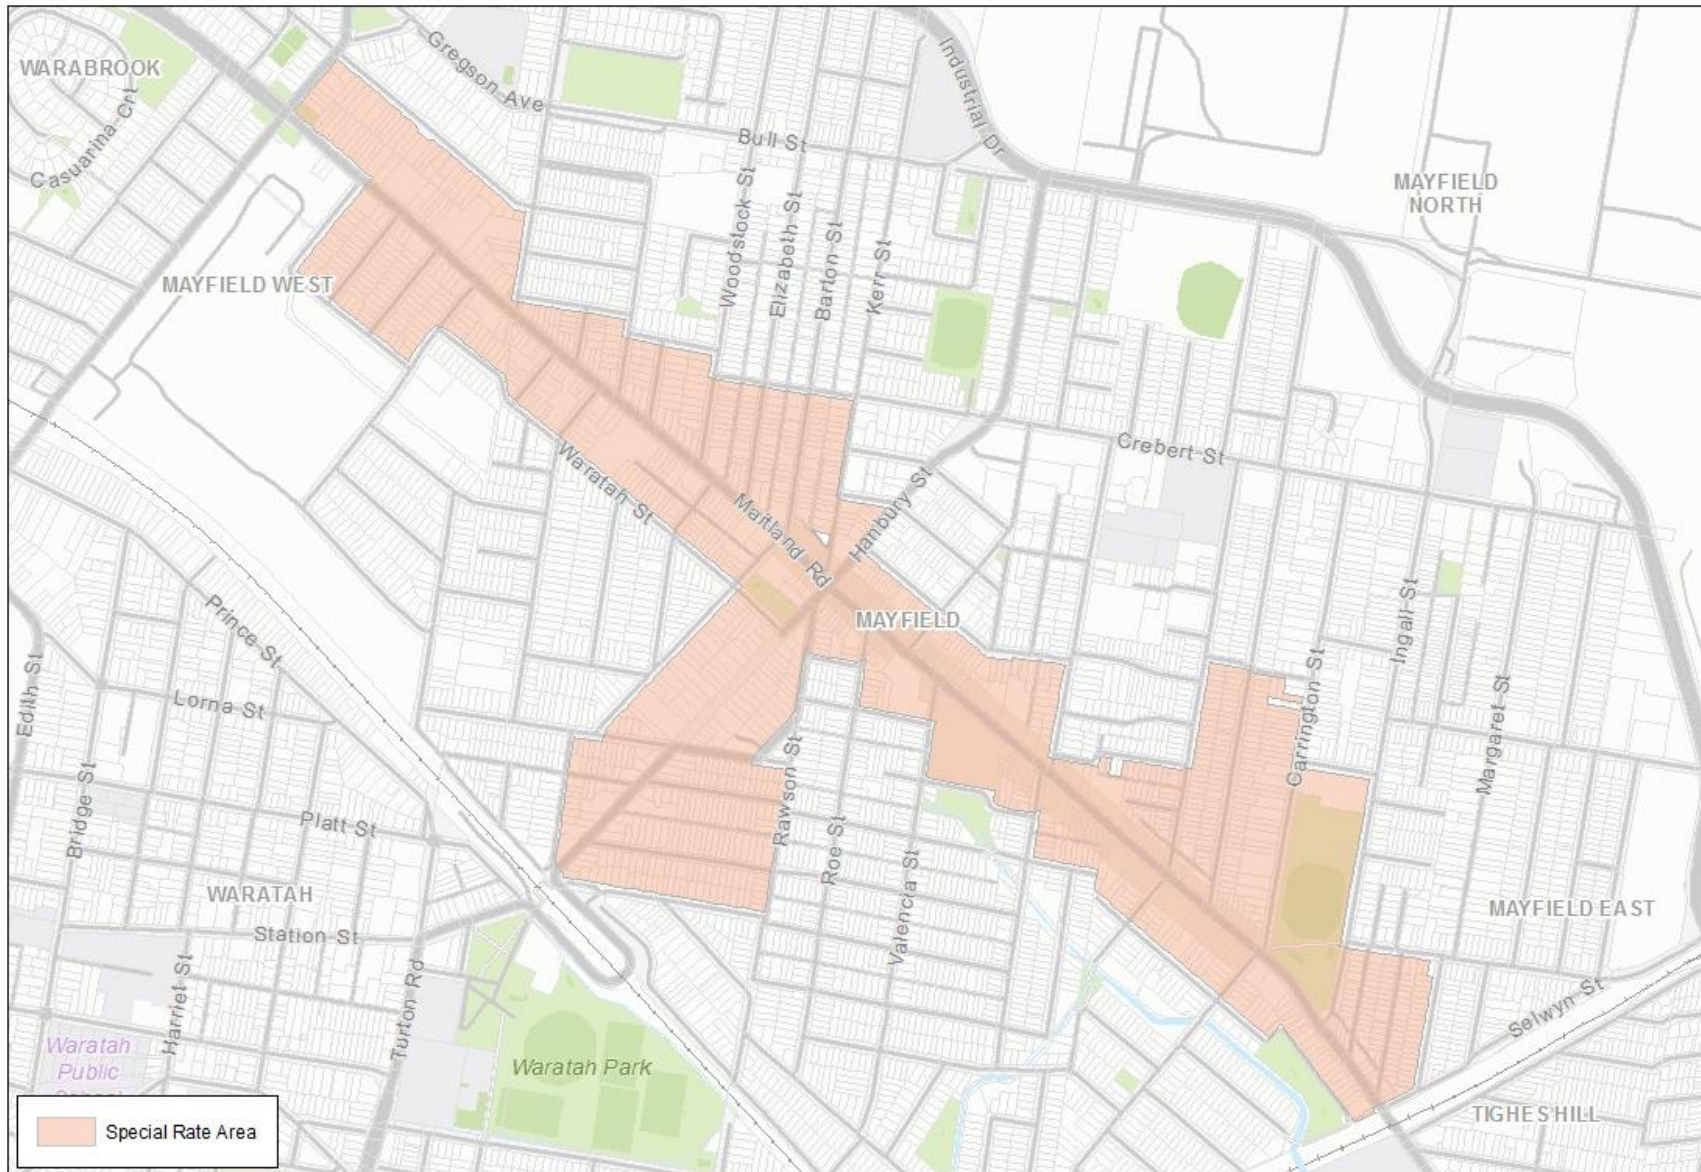 WARABROOK
Gregson Ave
Industrial Dr
Casuarina Crt
Bull St
MAYFIELD
NORTH
Woodstock St
Elizabeth St
Barton St
Kerr St
MAYFIELD WEST
Crebert St
Waratah St
Maitland Rd
Hanbury St
MAYFIELD
Prince St
Ingall St
Edith St
Lorna St
Carrington St
Margaret St
Bridge St
Platt St
Rawson St
Roe St
Valencia St
WARATAH
MAYFIELD EAST
Station St
Harriet St
Turton Rd
Selwyn St
Waratah
Public
School
Waratah Park
TIGHES HILL
Special Rate Area